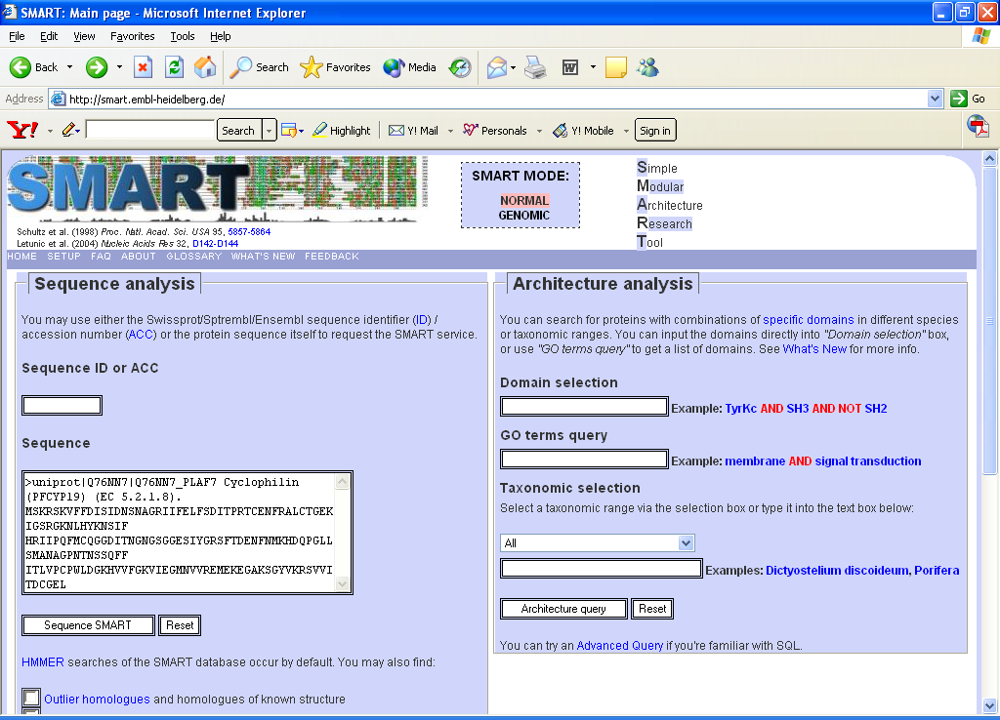 SMART: Main page - Microsoft Internet Explorer
File Edit View Favorites Tools Help
Back Search Favorites Media
Address http://smart.embl-heidelberg.de/ Go
Y! Search Highlight Y! Mail Personals Y! Mobile Sign in
SMART
SMART MODE:
NORMAL
GENOMIC
Simple
Modular
Architecture
Research
Tool
Schultz et al. (1998) Proc. Natl. Acad. Sci. USA 95, 5857-5864
Letunic et al. (2004) Nucleic Acids Res 32, D142-D144
HOME SETUP FAQ ABOUT GLOSSARY WHAT'S NEW FEEDBACK
Sequence analysis
You may use either the Swissprot/Sptrembl/Ensembl sequence identifier (ID) /
accession number (ACC) or the protein sequence itself to request the SMART service.
Sequence ID or ACC
Sequence
>uniprot|Q76NN7|Q76NN7_PLAF7 Cyclophilin
(PFCYP19) (EC 5.2.1.8).
MSKRSKVFFDISIDNSNAGRIIFELFSDITPRTCENFRALCTGEK
IGSRGKNLHYKNSIF
HRIIPQFMCQGGDITNGNGSGGESIYGRSFTDENFNMKHDQPGLL
SMANAGPNTNSSQFF
ITLVPCPWLDGKHVVFGKVIEGMNVVREMEKEGAKSGYVKRSVVI
TDCGEL
Sequence SMART Reset
HMMER searches of the SMART database occur by default. You may also find:
Outlier homologues and homologues of known structure
Architecture analysis
You can search for proteins with combinations of specific domains in different species
or taxonomic ranges. You can input the domains directly into "Domain selection" box,
or use "GO terms query" to get a list of domains. See What's New for more info.
Domain selection
Example: TyrKc AND SH3 AND NOT SH2
GO terms query
Example: membrane AND signal transduction
Taxonomic selection
Select a taxonomic range via the selection box or type it into the text box below:
All
Examples: Dictyostelium discoideum, Porifera
Architecture query Reset
You can try an Advanced Query if you're familiar with SQL.